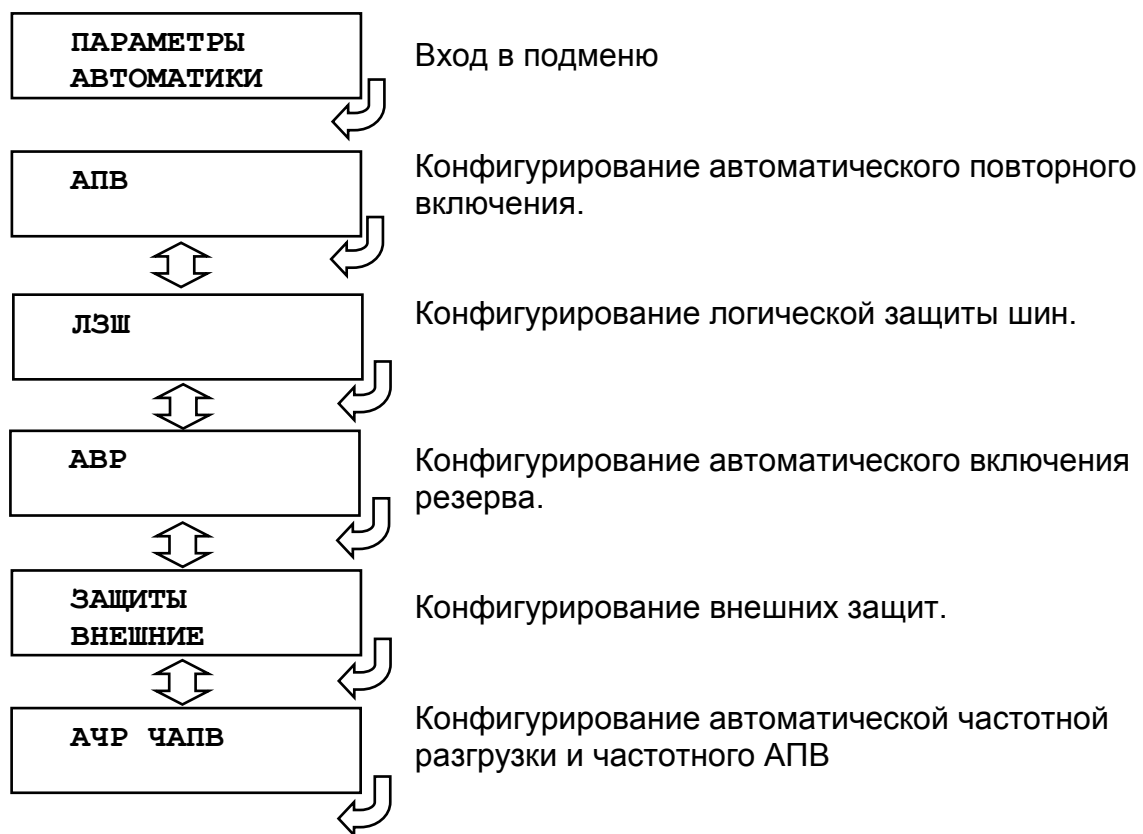 ПАРАМЕТРЫ
АВТОМАТИКИ
Вход в подменю
АПВ
Конфигурирование автоматического повторного
включения.
ЛЗШ
Конфигурирование логической защиты шин.
АВР
Конфигурирование автоматического включения
резерва.
ЗАЩИТЫ
ВНЕШНИЕ
Конфигурирование внешних защит.
АЧР ЧАПВ
Конфигурирование автоматической частотной
разгрузки и частотного АПВ